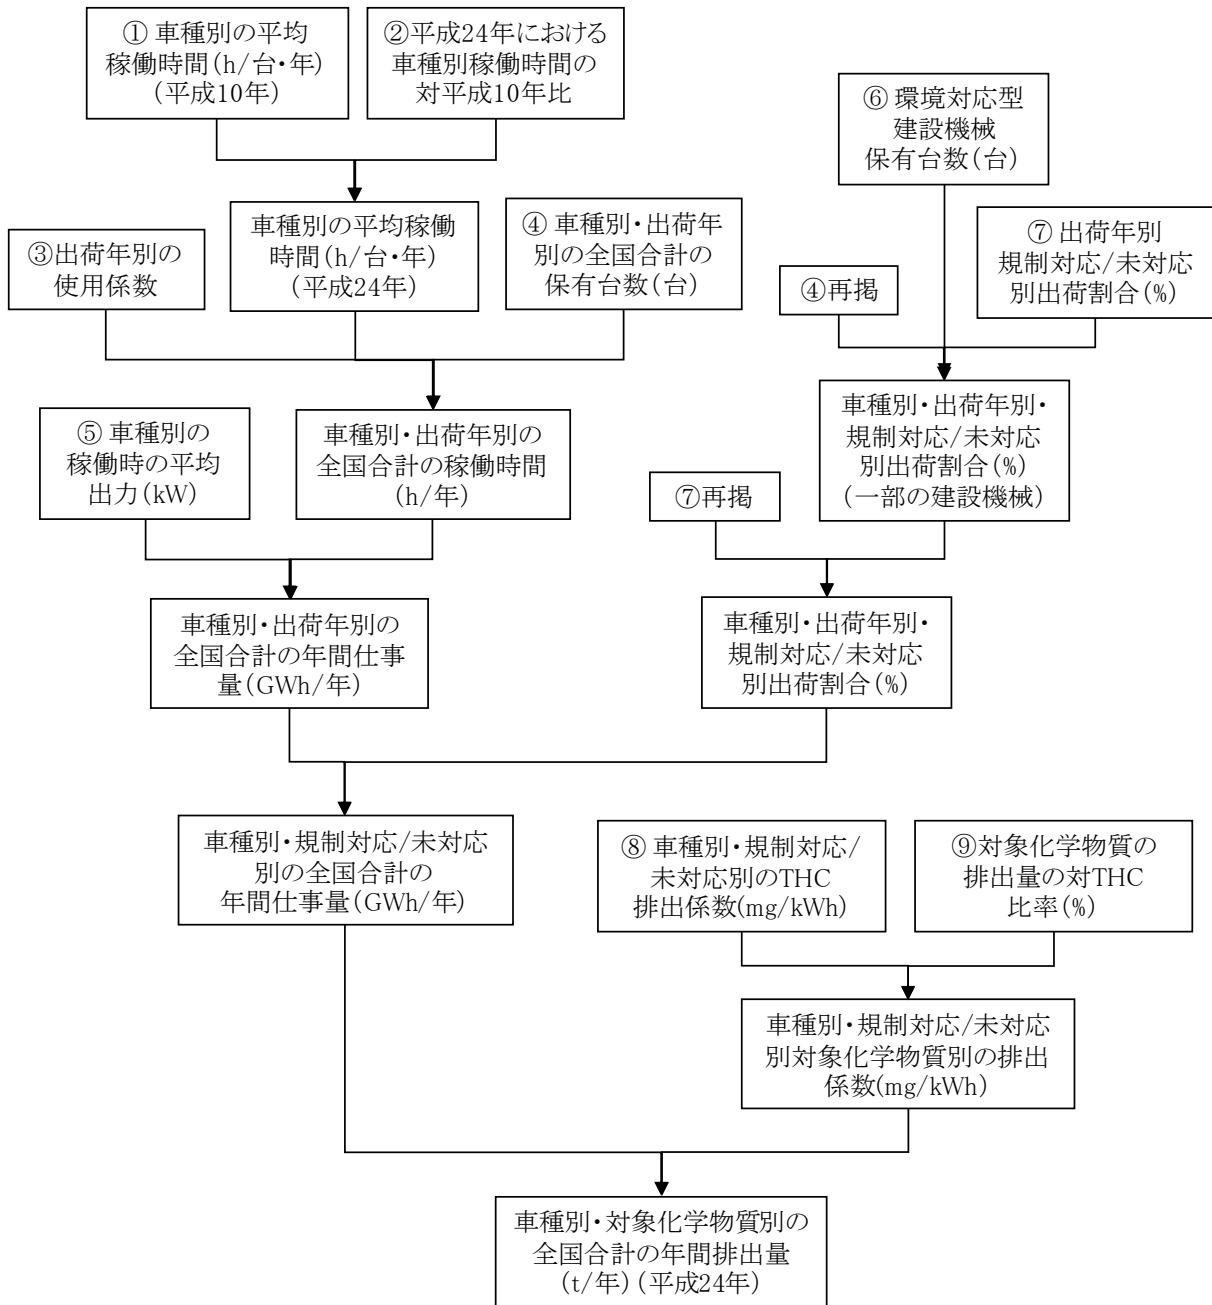 ① 車種別の平均
稼働時間(h/台・年)
(平成10年)
②平成24年における
車種別稼働時間の
対平成10年比
⑥ 環境対応型
建設機械
保有台数(台)
③出荷年別の
使用係数
車種別の平均稼働
時間(h/台・年)
(平成24年)
④ 車種別・出荷年
別の全国合計の
保有台数(台)
④再掲
⑦ 出荷年別
規制対応/未対応
別出荷割合(%)
⑤ 車種別の
稼働時の平均
出力(kW)
車種別・出荷年別の
全国合計の稼働時間
(h/年)
車種別・出荷年別・
規制対応/未対応
別出荷割合(%)
(一部の建設機械)
⑦再掲
車種別・出荷年別の
全国合計の年間仕事
量(GWh/年)
車種別・出荷年別・
規制対応/未対応
別出荷割合(%)
車種別・規制対応/未対応
別の全国合計の
年間仕事量(GWh/年)
⑧ 車種別・規制対応/
未対応別のTHC
排出係数(mg/kWh)
⑨対象化学物質の
排出量の対THC
比率(%)
車種別・規制対応/未対応
別対象化学物質別の排出
係数(mg/kWh)
車種別・対象化学物質別の
全国合計の年間排出量
(t/年)(平成24年)